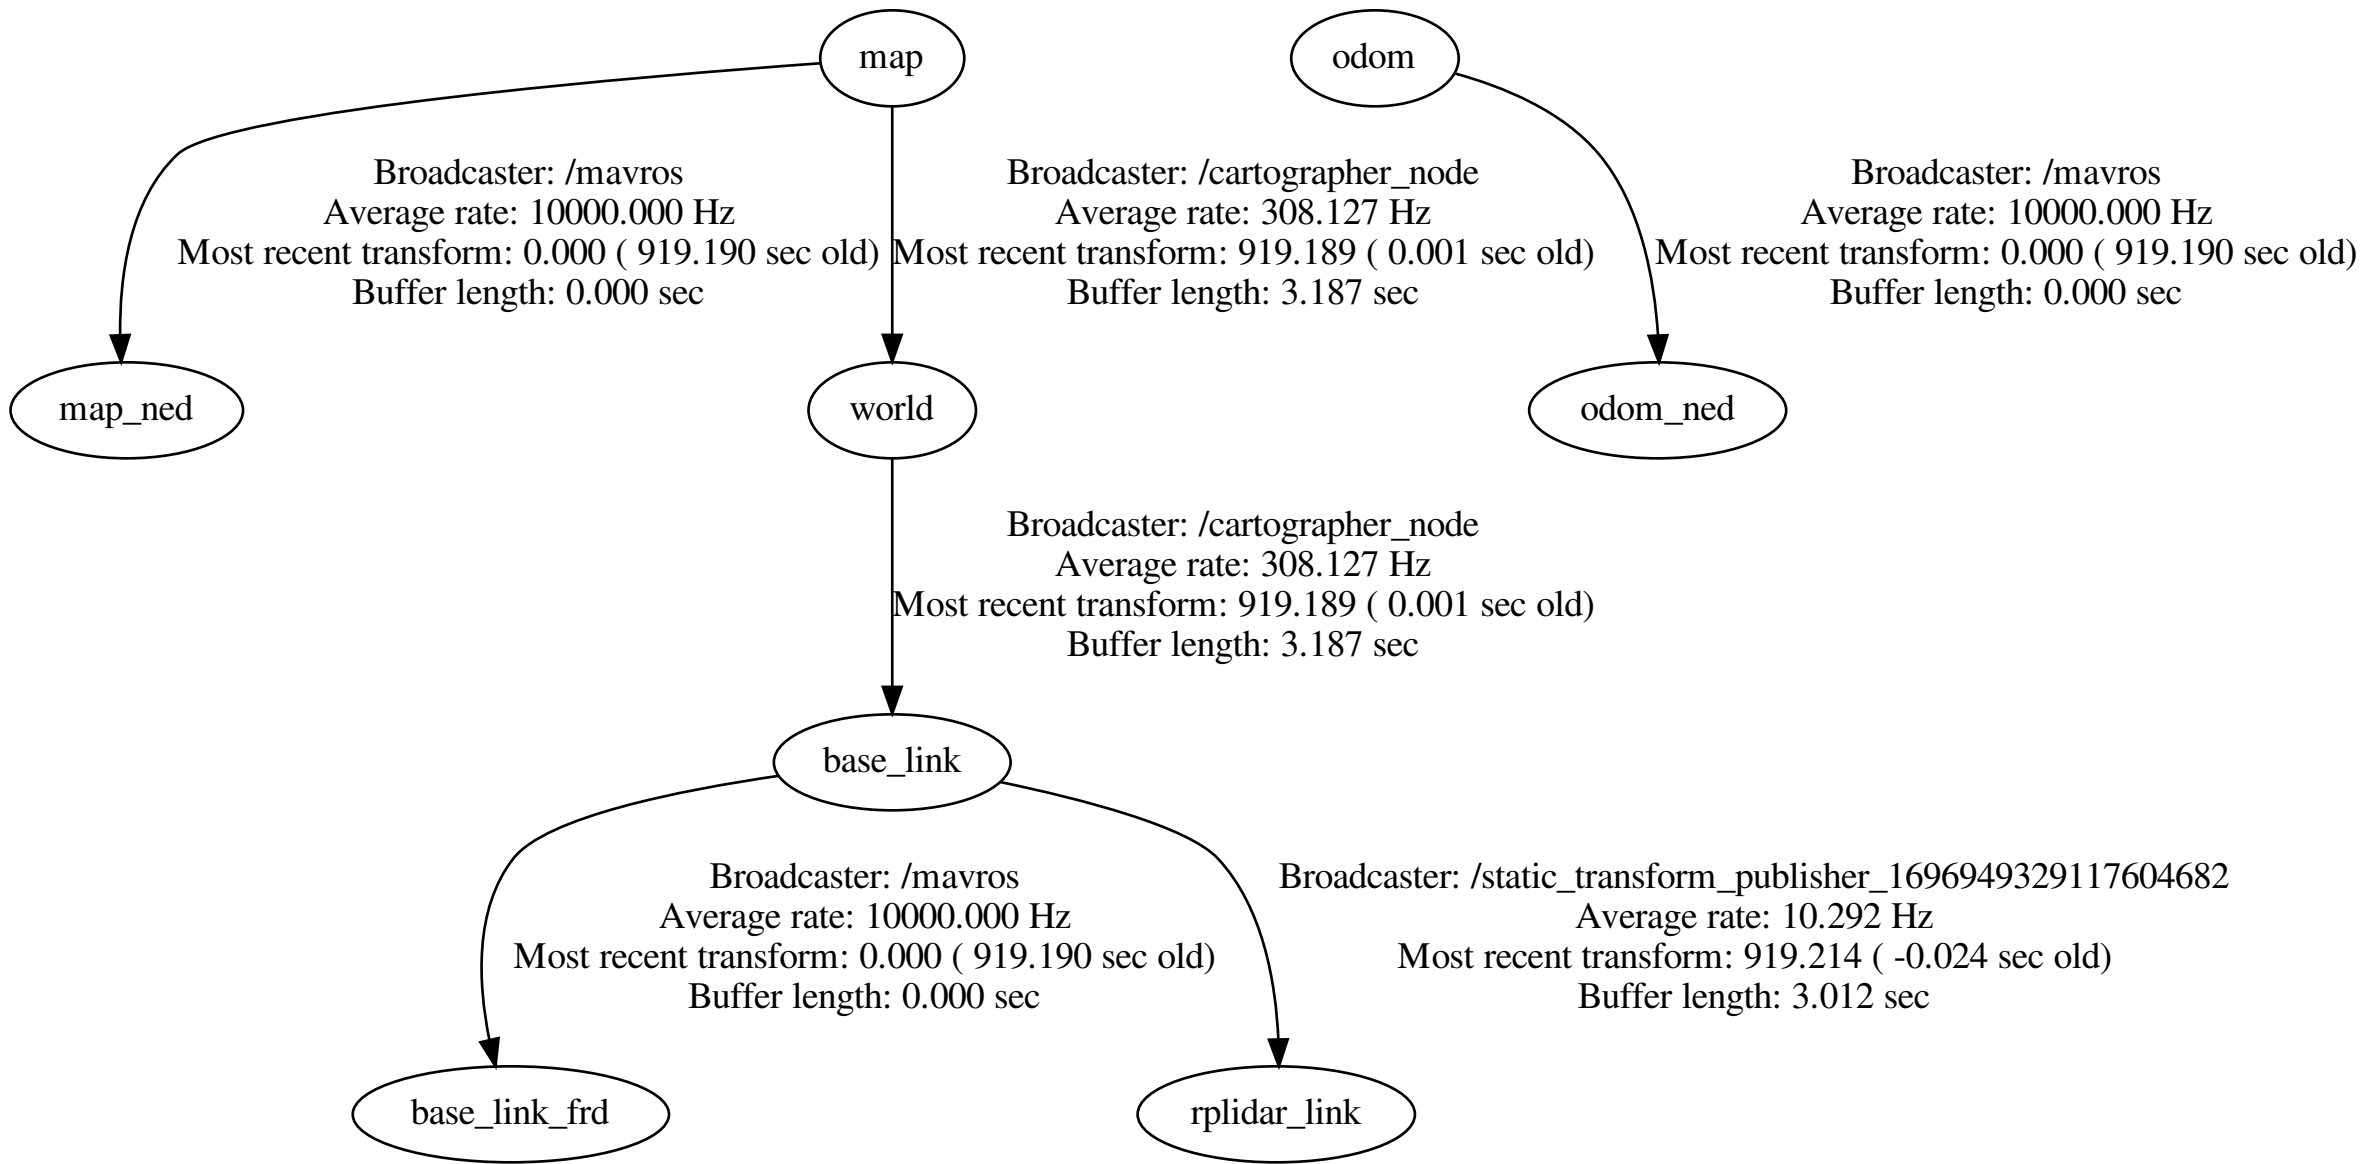 map
odom
Broadcaster: /mavros
Average rate: 10000.000 Hz
Most recent transform: 0.000 ( 919.190 sec old)
Buffer length: 0.000 sec
Broadcaster: /cartographer_node
Average rate: 308.127 Hz
Most recent transform: 919.189 ( 0.001 sec old)
Buffer length: 3.187 sec
Broadcaster: /mavros
Average rate: 10000.000 Hz
Most recent transform: 0.000 ( 919.190 sec old)
Buffer length: 0.000 sec
map_ned
world
odom_ned
Broadcaster: /cartographer_node
Average rate: 308.127 Hz
Most recent transform: 919.189 ( 0.001 sec old)
Buffer length: 3.187 sec
base_link
Broadcaster: /mavros
Average rate: 10000.000 Hz
Most recent transform: 0.000 ( 919.190 sec old)
Buffer length: 0.000 sec
Broadcaster: /static_transform_publisher_1696949329117604682
Average rate: 10.292 Hz
Most recent transform: 919.214 ( -0.024 sec old)
Buffer length: 3.012 sec
base_link_frd
rplidar_link